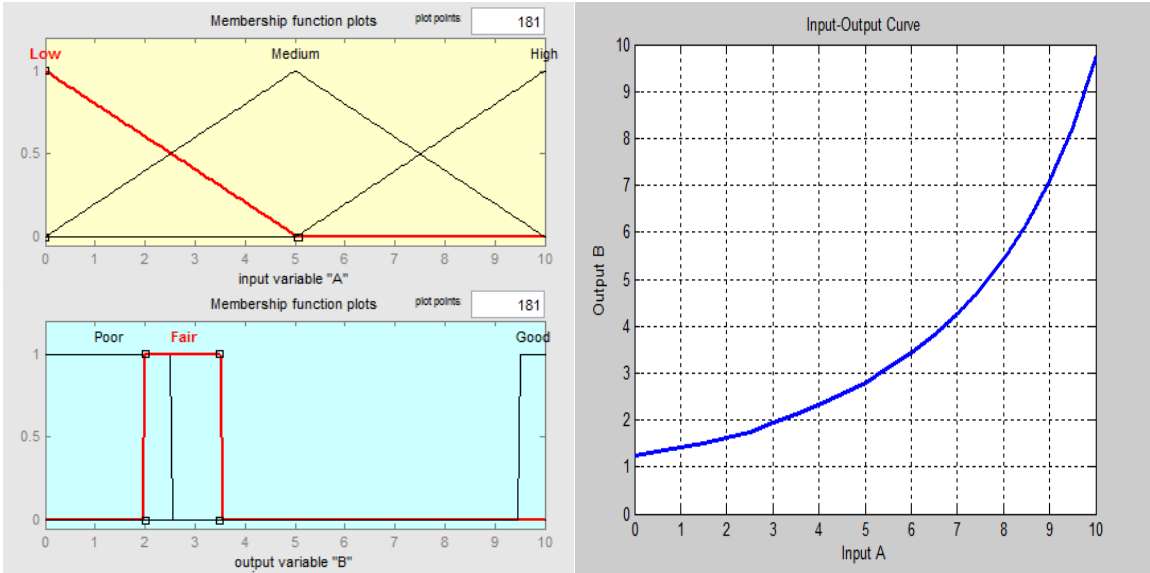 Membership function plots plot points: 181
Low Medium High
1
0.5
0
0 1 2 3 4 5 6 7 8 9 10
input variable "A"
Membership function plots plot points: 181
Poor Fair Good
1
0.5
0
0 1 2 3 4 5 6 7 8 9 10
output variable "B"
Input-Output Curve
10
9
8
7
6
5
4
3
2
1
0
Output B
0 1 2 3 4 5 6 7 8 9 10
Input A